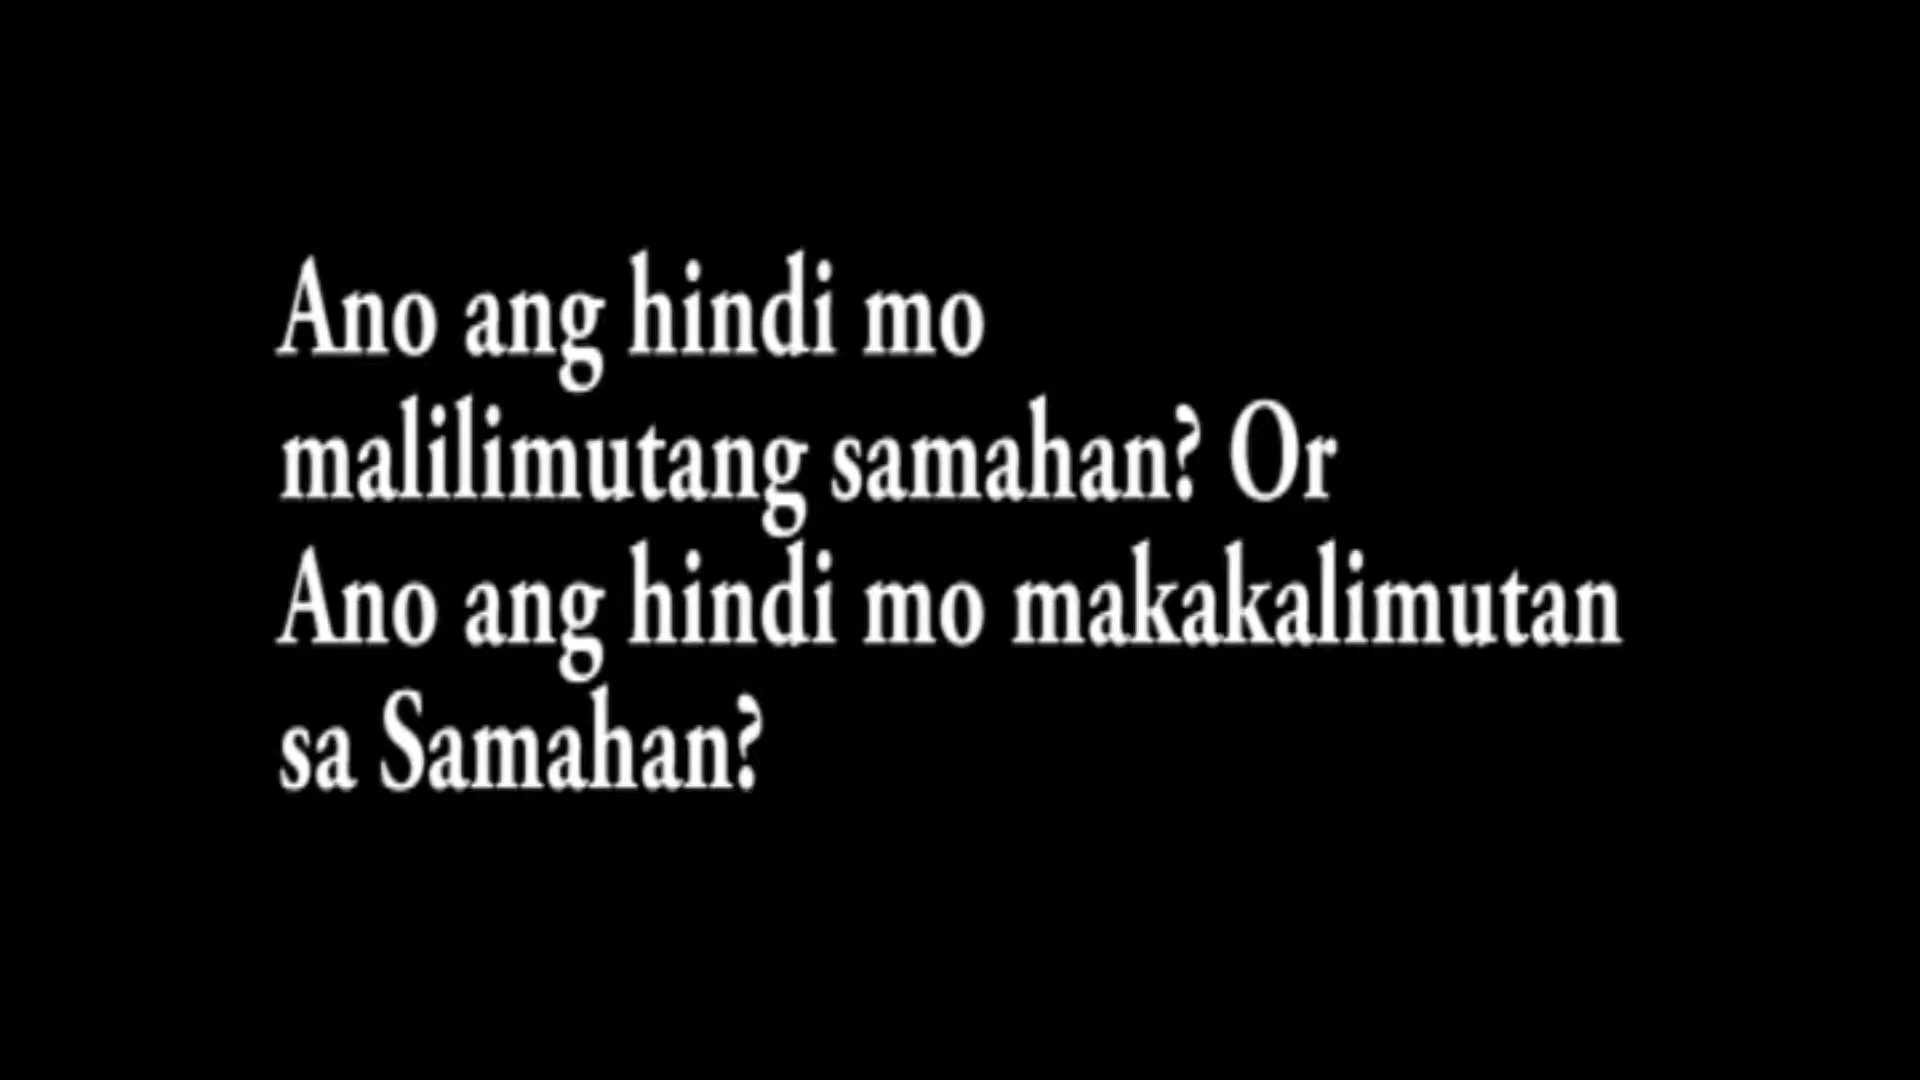 Ano ang hindi mo
malilimutang samahan? Or
Ano ang hindi mo makakalimutan
sa Samahan?